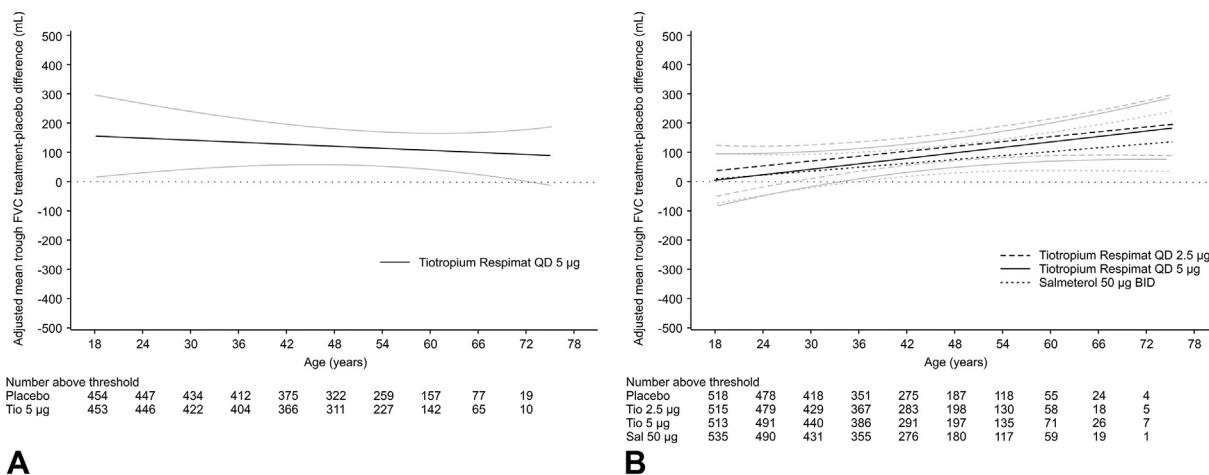 Adjusted mean trough FVC treatment-placebo difference (mL)
500
400
300
200
100
0
-100
-200
-300
-400
-500
Tiotropium Respimat QD 5 µg
18 24 30 36 42 48 54 60 66 72 78
Age (years)
Number above threshold
Placebo 454 447 434 412 375 322 259 157 77 19
Tio 5 µg 453 446 422 404 366 311 227 142 65 10
A
Adjusted mean trough FVC treatment-placebo difference (mL)
500
400
300
200
100
0
-100
-200
-300
-400
-500
Tiotropium Respimat QD 2.5 µg
Tiotropium Respimat QD 5 µg
Salmeterol 50 µg BID
18 24 30 36 42 48 54 60 66 72 78
Age (years)
Number above threshold
Placebo 518 478 418 351 275 187 118 55 24 4
Tio 2.5 µg 515 479 429 367 283 198 130 58 18 5
Tio 5 µg 513 491 440 386 291 197 135 71 26 7
Sal 50 µg 535 490 431 355 276 180 117 59 19 1
B